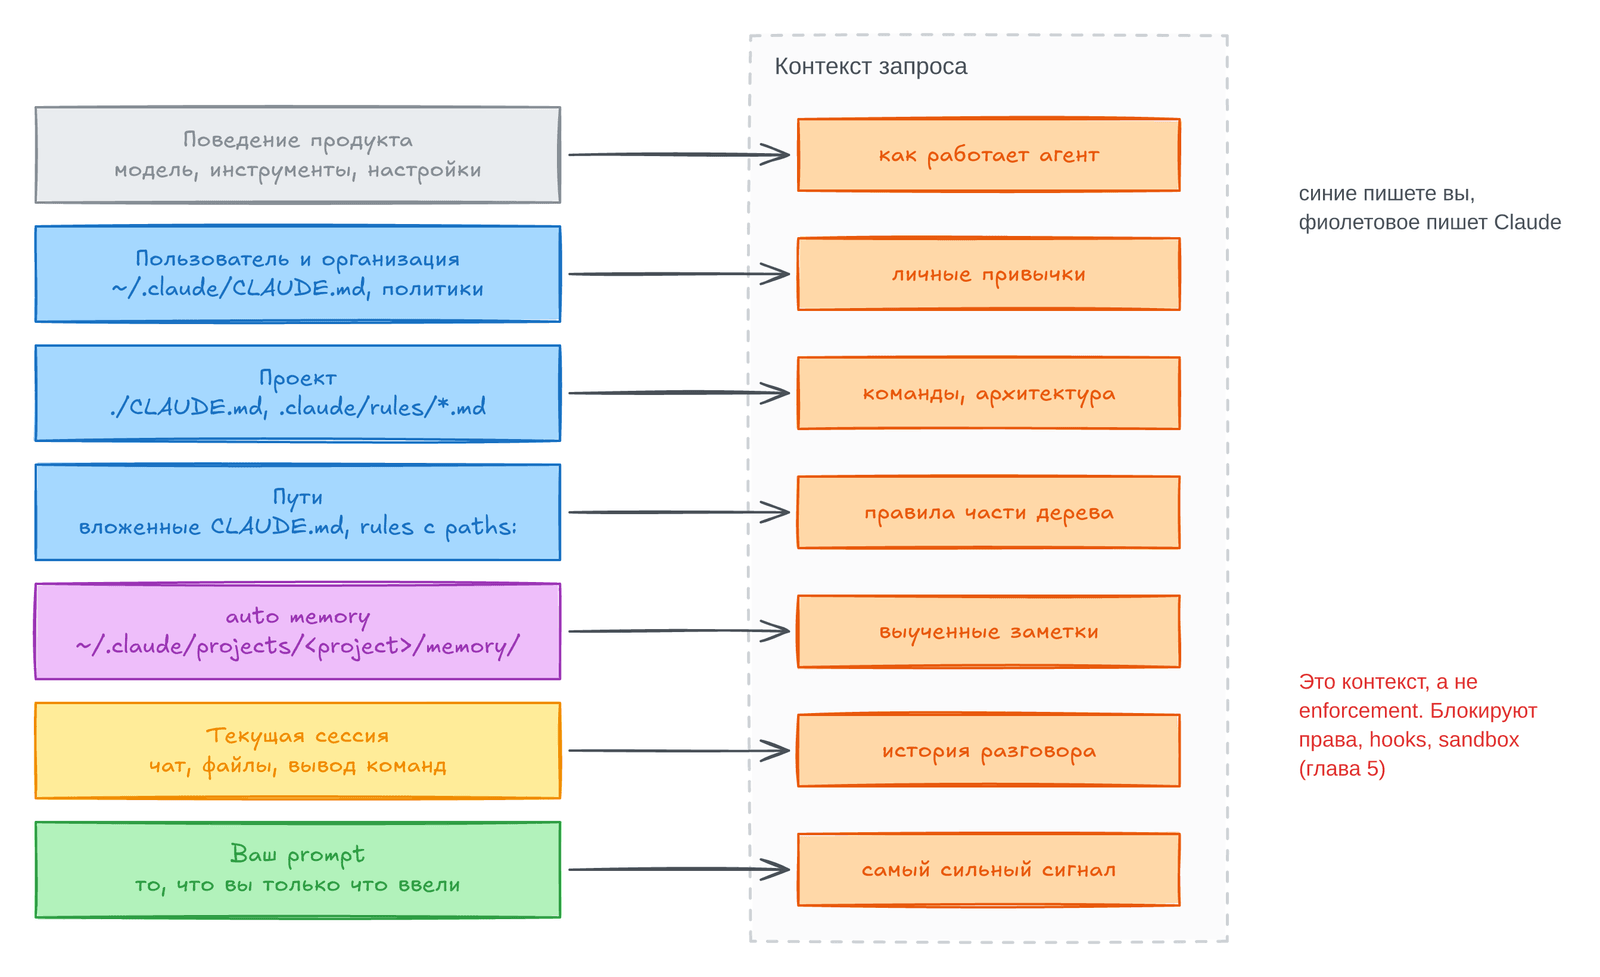 Контекст запроса
Поведение продукта
модель, инструменты, настройки
как работает агент
синие пишете вы,
фиолетовое пишет Claude
Пользователь и организация
~/.claude/CLAUDE.md, политики
личные привычки
Проект
./CLAUDE.md, .claude/rules/*.md
команды, архитектура
Пути
вложенные CLAUDE.md, rules с paths:
правила части дерева
auto memory
~/.claude/projects/<project>/memory/
выученные заметки
Это контекст, а не
enforcement. Блокируют
права, hooks, sandbox
(глава 5)
Текущая сессия
чат, файлы, вывод команд
история разговора
Ваш prompt
то, что вы только что ввели
самый сильный сигнал